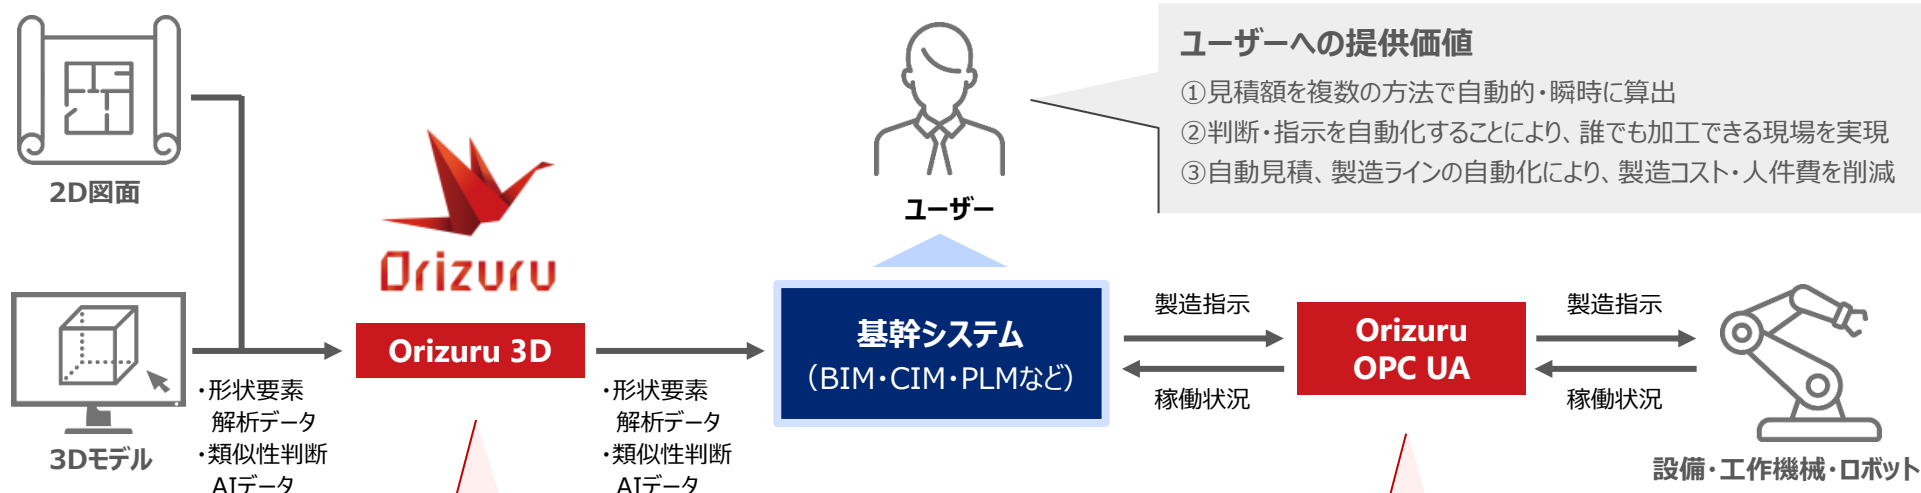 ユーザーへの提供価値
①見積額を複数の方法で自動的・瞬時に算出
②判断・指示を自動化することにより、誰でも加工できる現場を実現
③自動見積、製造ラインの自動化により、製造コスト・人件費を削減
2D図面
Orizuru
ユーザー
3Dモデル
・形状要素
解析データ
・類似性判断
AIデータ
Orizuru 3D
・形状要素
解析データ
・類似性判断
AIデータ
基幹システム
（BIM・CIM・PLMなど）
製造指示
稼働状況
Orizuru
OPC UA
製造指示
稼働状況
設備・工作機械・ロボット